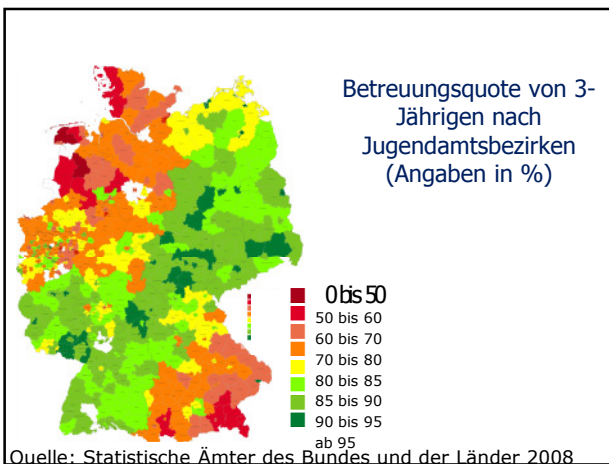 Betreuungsquote von 3-
Jährigen nach
Jugendamtsbezirken
(Angaben in %)
0 bis 50
50 bis 60
60 bis 70
70 bis 80
80 bis 85
85 bis 90
90 bis 95
ab 95
Quelle: Statistische Ämter des Bundes und der Länder 2008